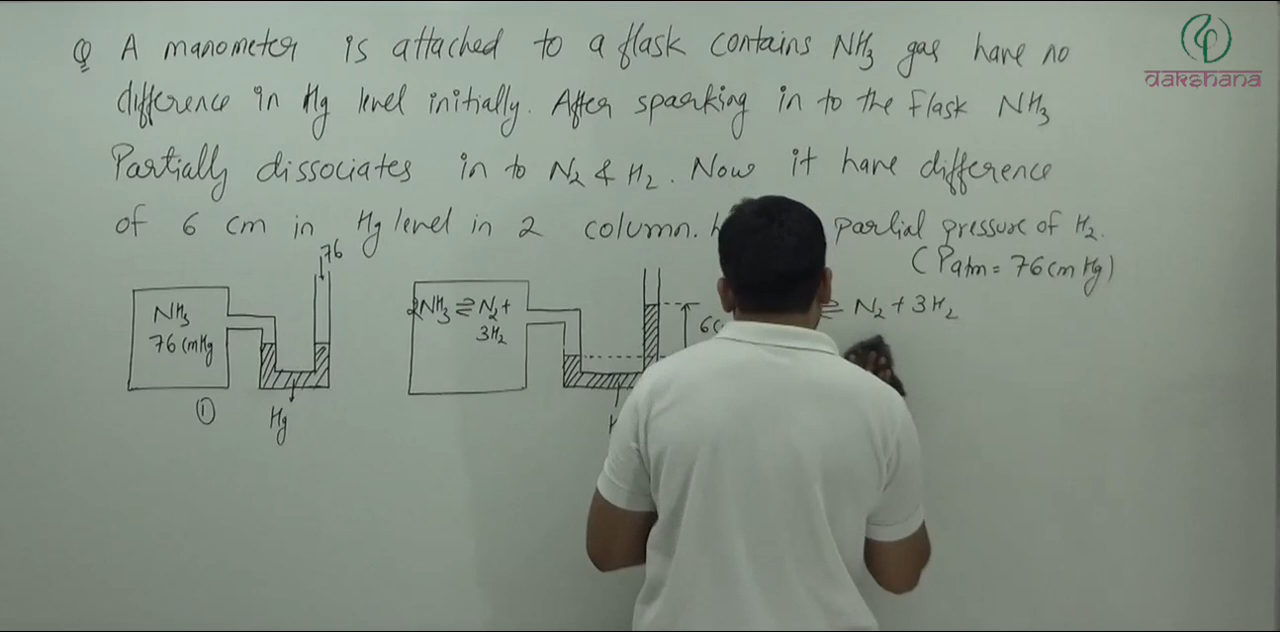 Q A manometer is attached to a flask contains NH3 gas have no
difference in Hg level initially. After sparking in to the flask NH3
Partially dissociates in to N2 & H2. Now it have difference
of 6 cm in Hg level in 2 column. partial pressure of H2.
(Patm = 76 cm Hg)
76
NH3
76 cmHg
①
Hg
2NH3 ⇌ N2 +
3H2
⇌ N2 + 3H2
dakshana